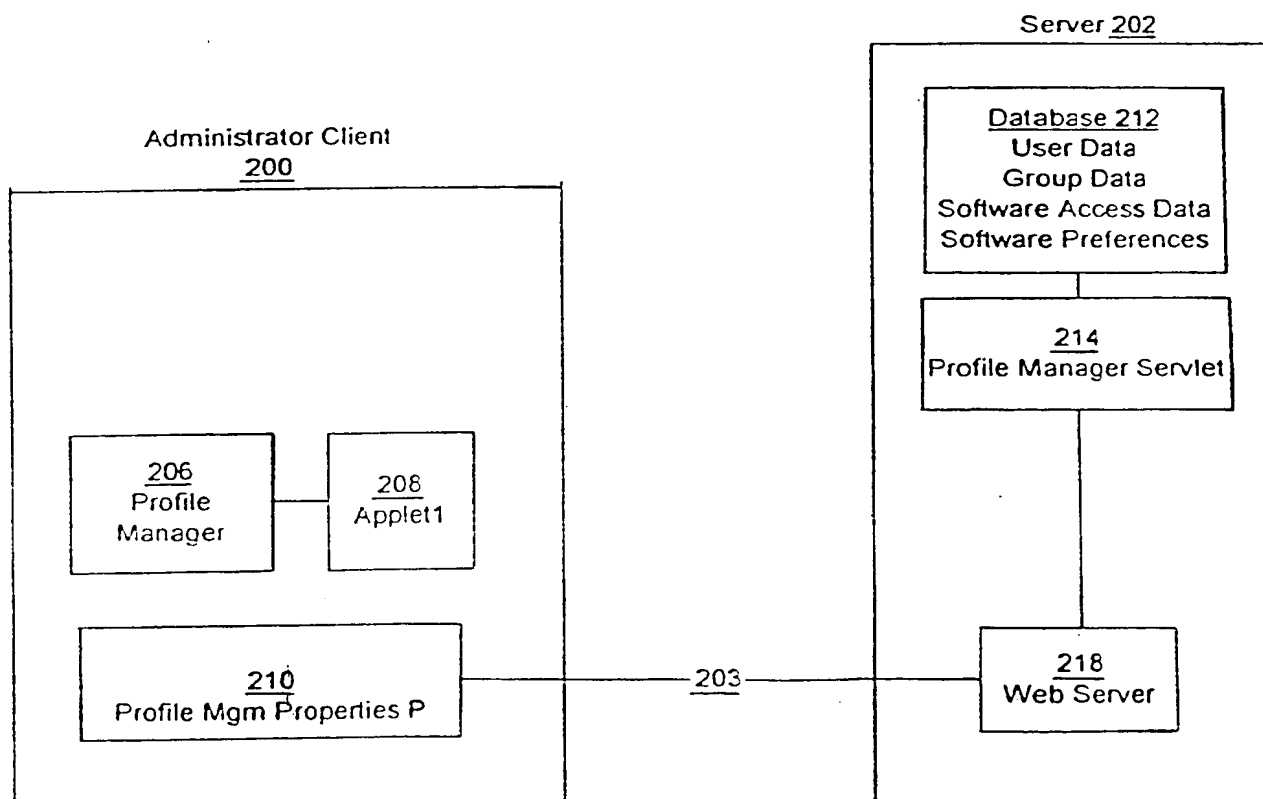 Server 202
Database 212
User Data
Group Data
Software Access Data
Software Preferences
Administrator Client
200
214
Profile Manager Servlet
206
Profile
Manager
208
Applet1
210
Profile Mgm Properties P
203
218
Web Server